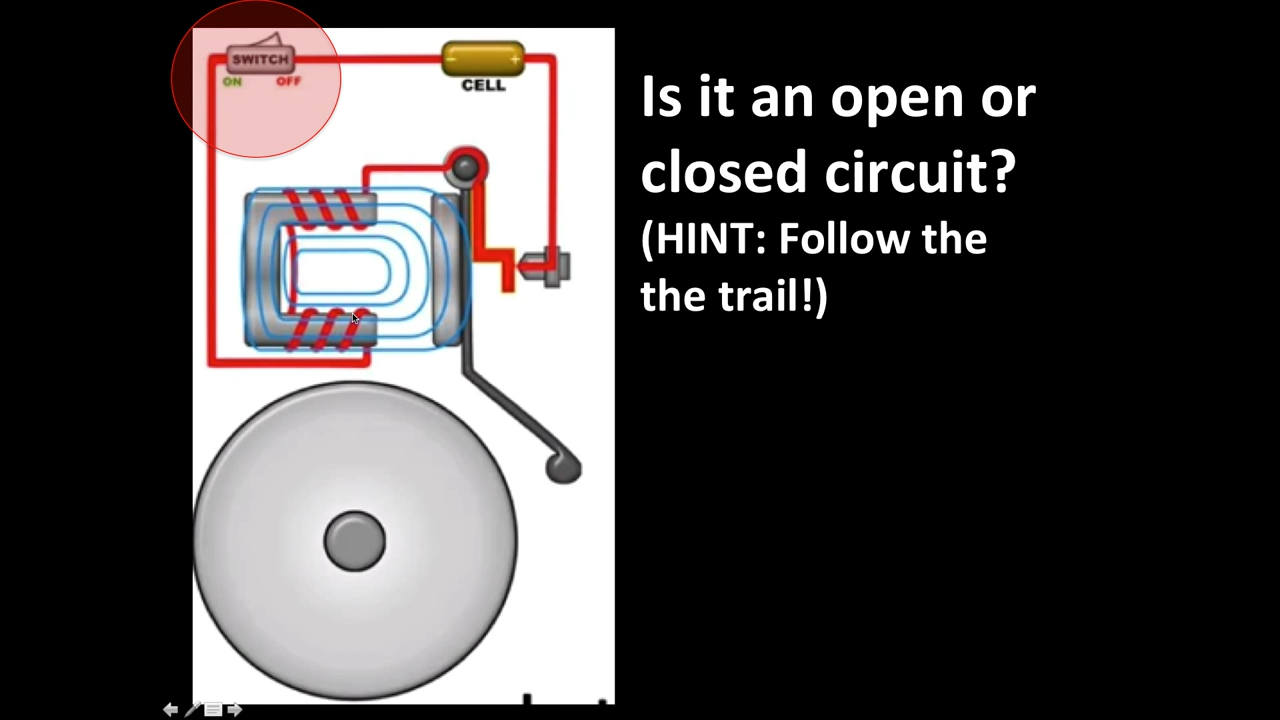 SWITCH
ON OFF
- +
CELL
Is it an open or
closed circuit?
(HINT: Follow the
the trail!)